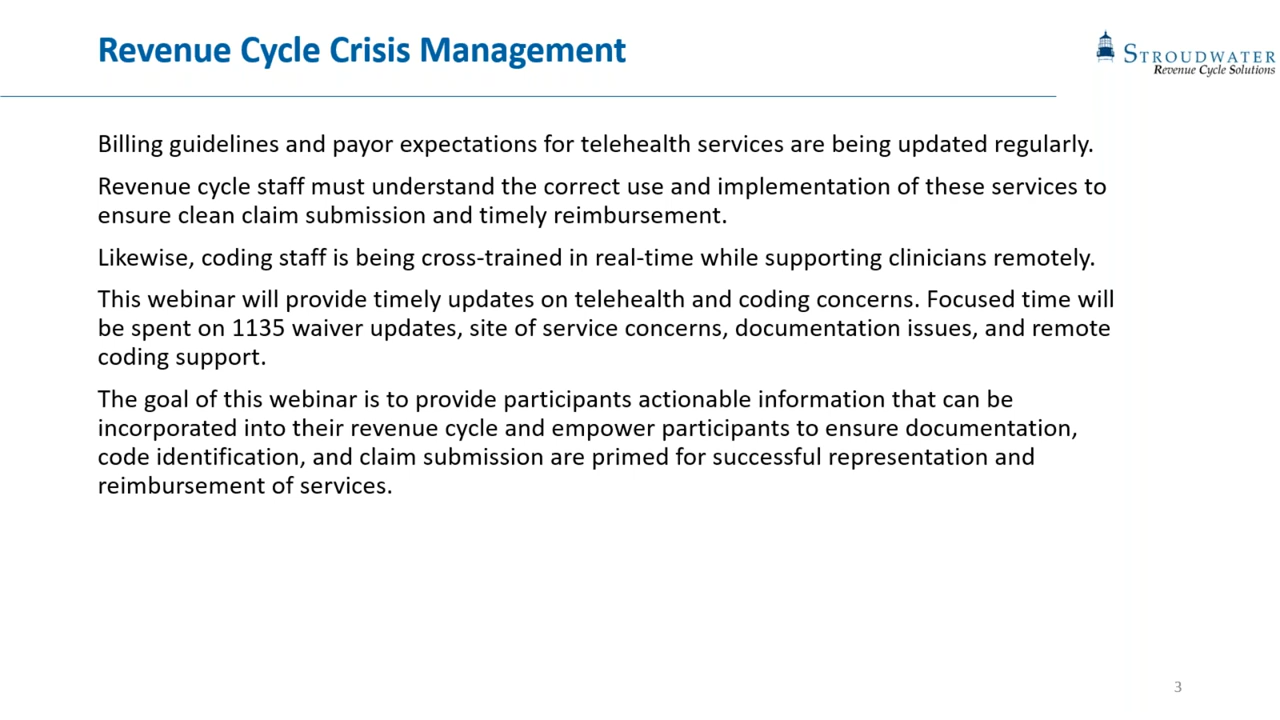 Revenue Cycle Crisis Management
STROUDWATER
Revenue Cycle Solutions
Billing guidelines and payor expectations for telehealth services are being updated regularly.
Revenue cycle staff must understand the correct use and implementation of these services to
ensure clean claim submission and timely reimbursement.
Likewise, coding staff is being cross-trained in real-time while supporting clinicians remotely.
This webinar will provide timely updates on telehealth and coding concerns. Focused time will
be spent on 1135 waiver updates, site of service concerns, documentation issues, and remote
coding support.
The goal of this webinar is to provide participants actionable information that can be
incorporated into their revenue cycle and empower participants to ensure documentation,
code identification, and claim submission are primed for successful representation and
reimbursement of services.
3